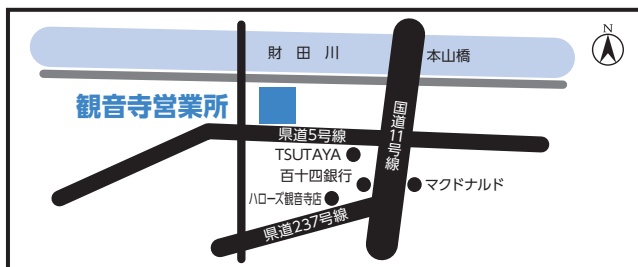 財田川
本山橋
N
観音寺営業所
国道11号線
県道5号線
TSUTAYA
百十四銀行
マクドナルド
ハローズ観音寺店
県道237号線